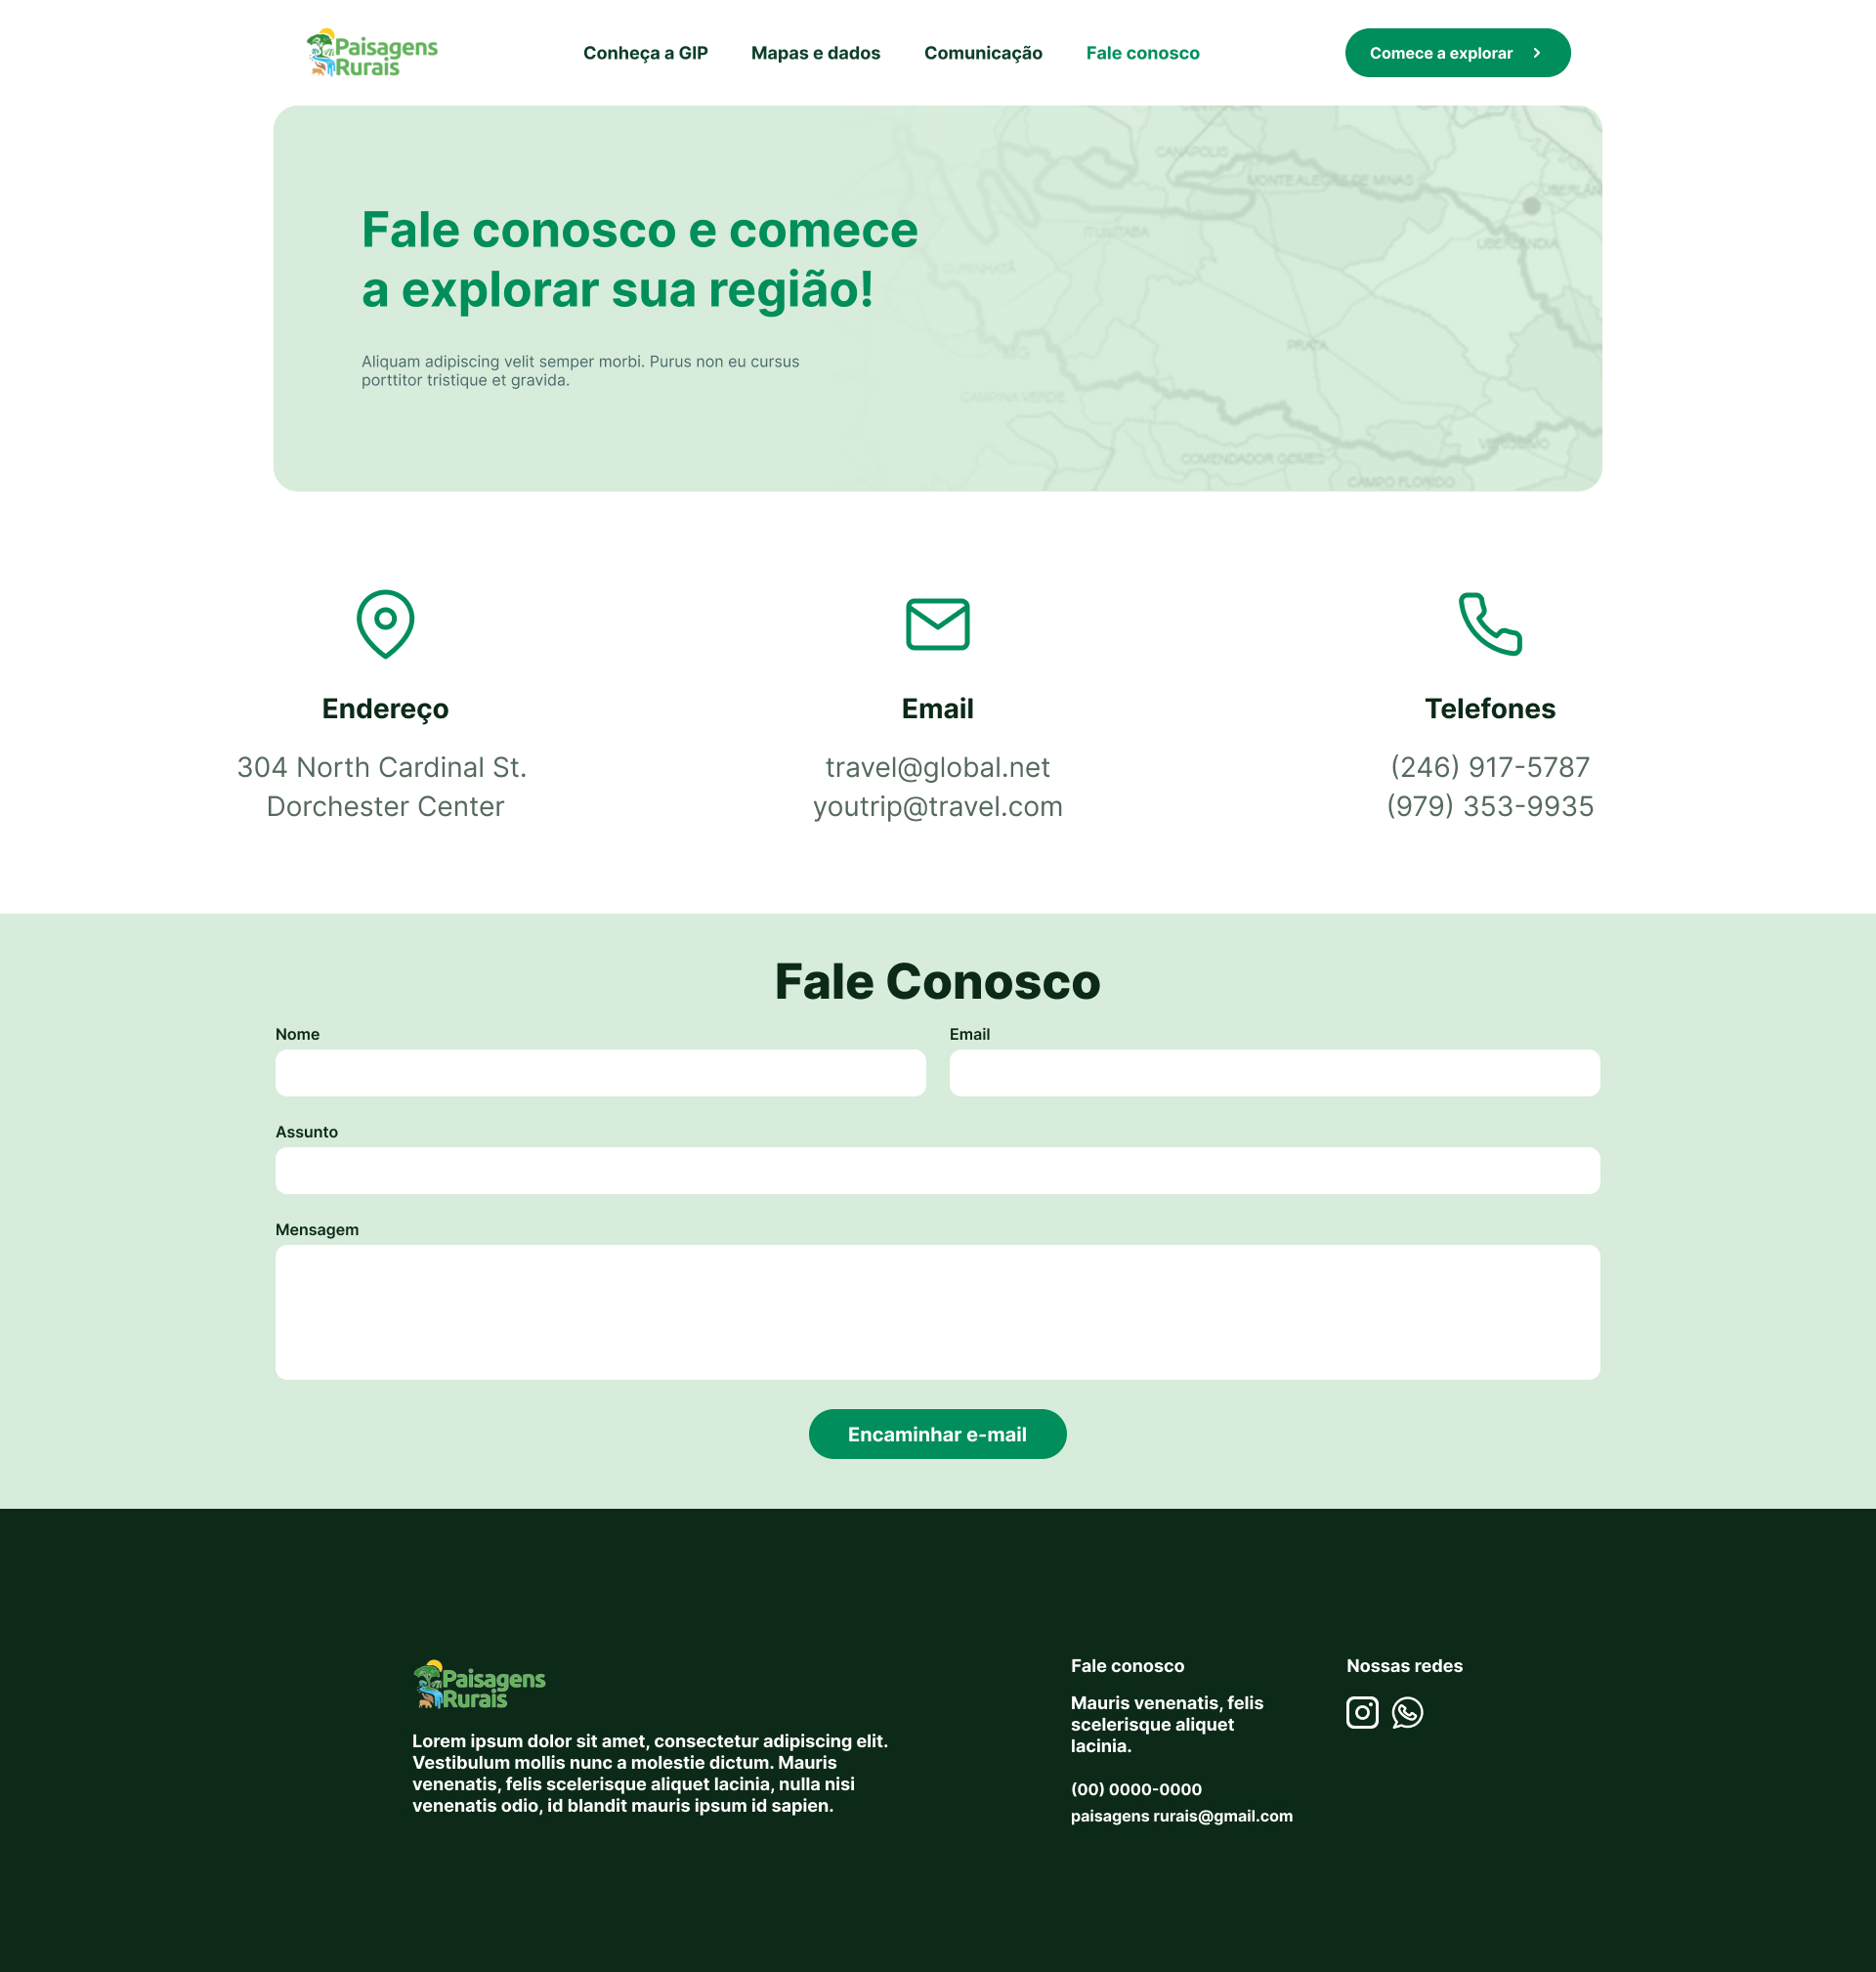 Paisagens
Rurais
Conheça a GIP
Mapas e dados
Comunicação
Fale conosco
Comece a explorar
Fale conosco e comece
a explorar sua região!
Aliquam adipiscing velit semper morbi. Purus non eu cursus
porttitor tristique et gravida.
CANÁPOLIS
MONTE ALEGRE DE MINAS
ITUIUTABA
UBERLÂNDIA
GURINHATÃ
MG
PRATA
CAMPINA VERDE
COMENDADOR GOMES
CAMPO FLORIDO
Endereço
304 North Cardinal St.
Dorchester Center
Email
travel@global.net
youtrip@travel.com
Telefones
(246) 917-5787
(979) 353-9935
Fale Conosco
Nome
Email
Assunto
Mensagem
Encaminhar e-mail
Paisagens
Rurais
Lorem ipsum dolor sit amet, consectetur adipiscing elit.
Vestibulum mollis nunc a molestie dictum. Mauris
venenatis, felis scelerisque aliquet lacinia, nulla nisi
venenatis odio, id blandit mauris ipsum id sapien.
Fale conosco
Mauris venenatis, felis
scelerisque aliquet
lacinia.
(00) 0000-0000
paisagens rurais@gmail.com
Nossas redes